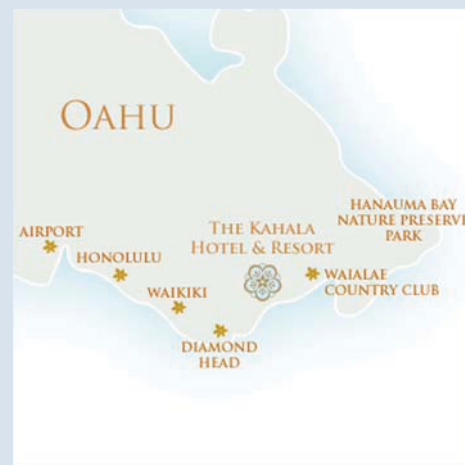 OAHU
HANAUMA BAY
NATURE PRESERVE
PARK
AIRPORT
THE KAHALA
HOTEL & RESORT
HONOLULU
WAIALAE
COUNTRY CLUB
WAIKIKI
DIAMOND
HEAD